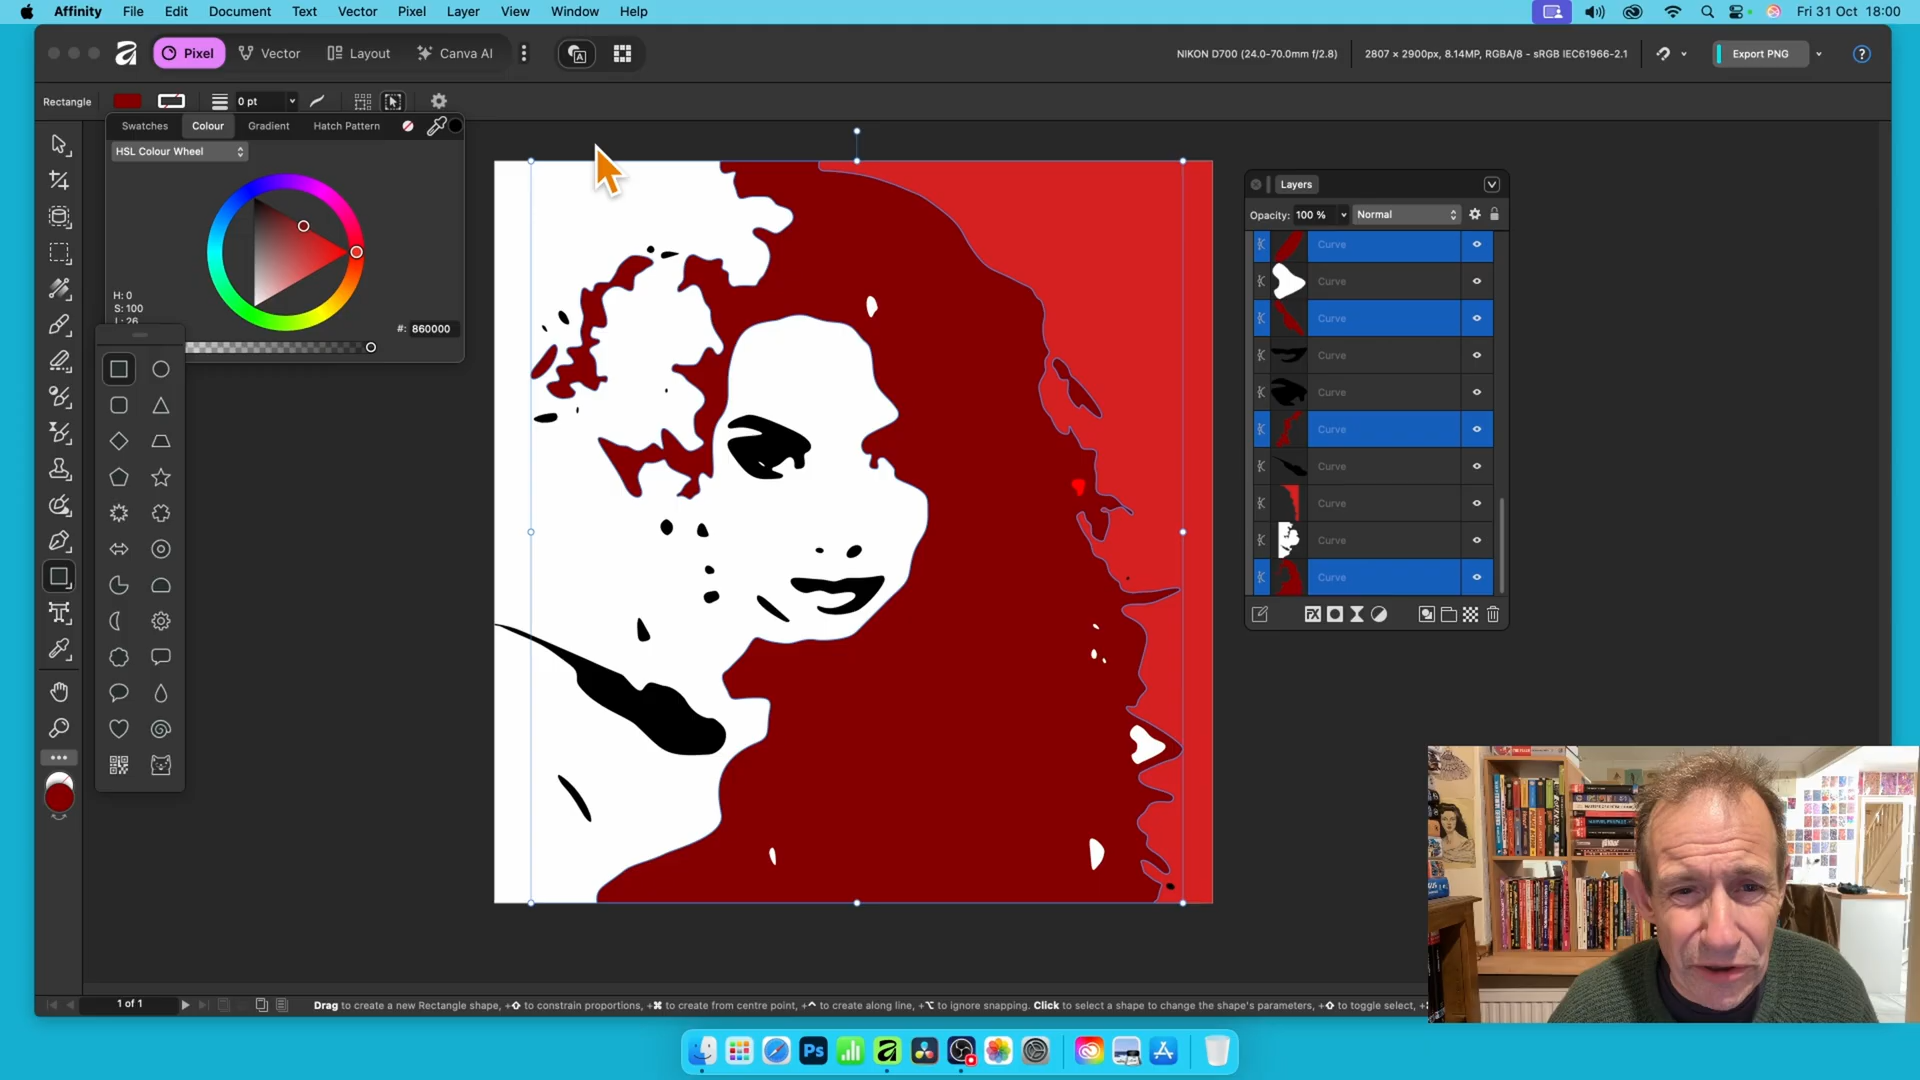 Affinity File Edit Document Text Vector Pixel Layer View Window Help Fri 31 Oct 18:00
Pixel Vector Layout Canva AI NIKON D700 (24.0-70.0mm f/2.8) 2807 × 2900px, 8.14MP, RGBA/8 - sRGB IEC61966-2.1 Export PNG ?
Rectangle 0 pt
Swatches Colour Gradient Hatch Pattern
HSL Colour Wheel
H: 0
S: 100
L: 26
#: 860000
Layers
Opacity: 100 % Normal
Curve
Curve
Curve
Curve
Curve
Curve
Curve
Curve
Curve
Curve
1 of 1
Drag to create a new Rectangle shape, +⇧ to constrain proportions, +⌘ to create from centre point, +⌃ to create along line, +⌥ to ignore snapping. Click to select a shape to change the shape's parameters, +⇧ to toggle select,
Ps